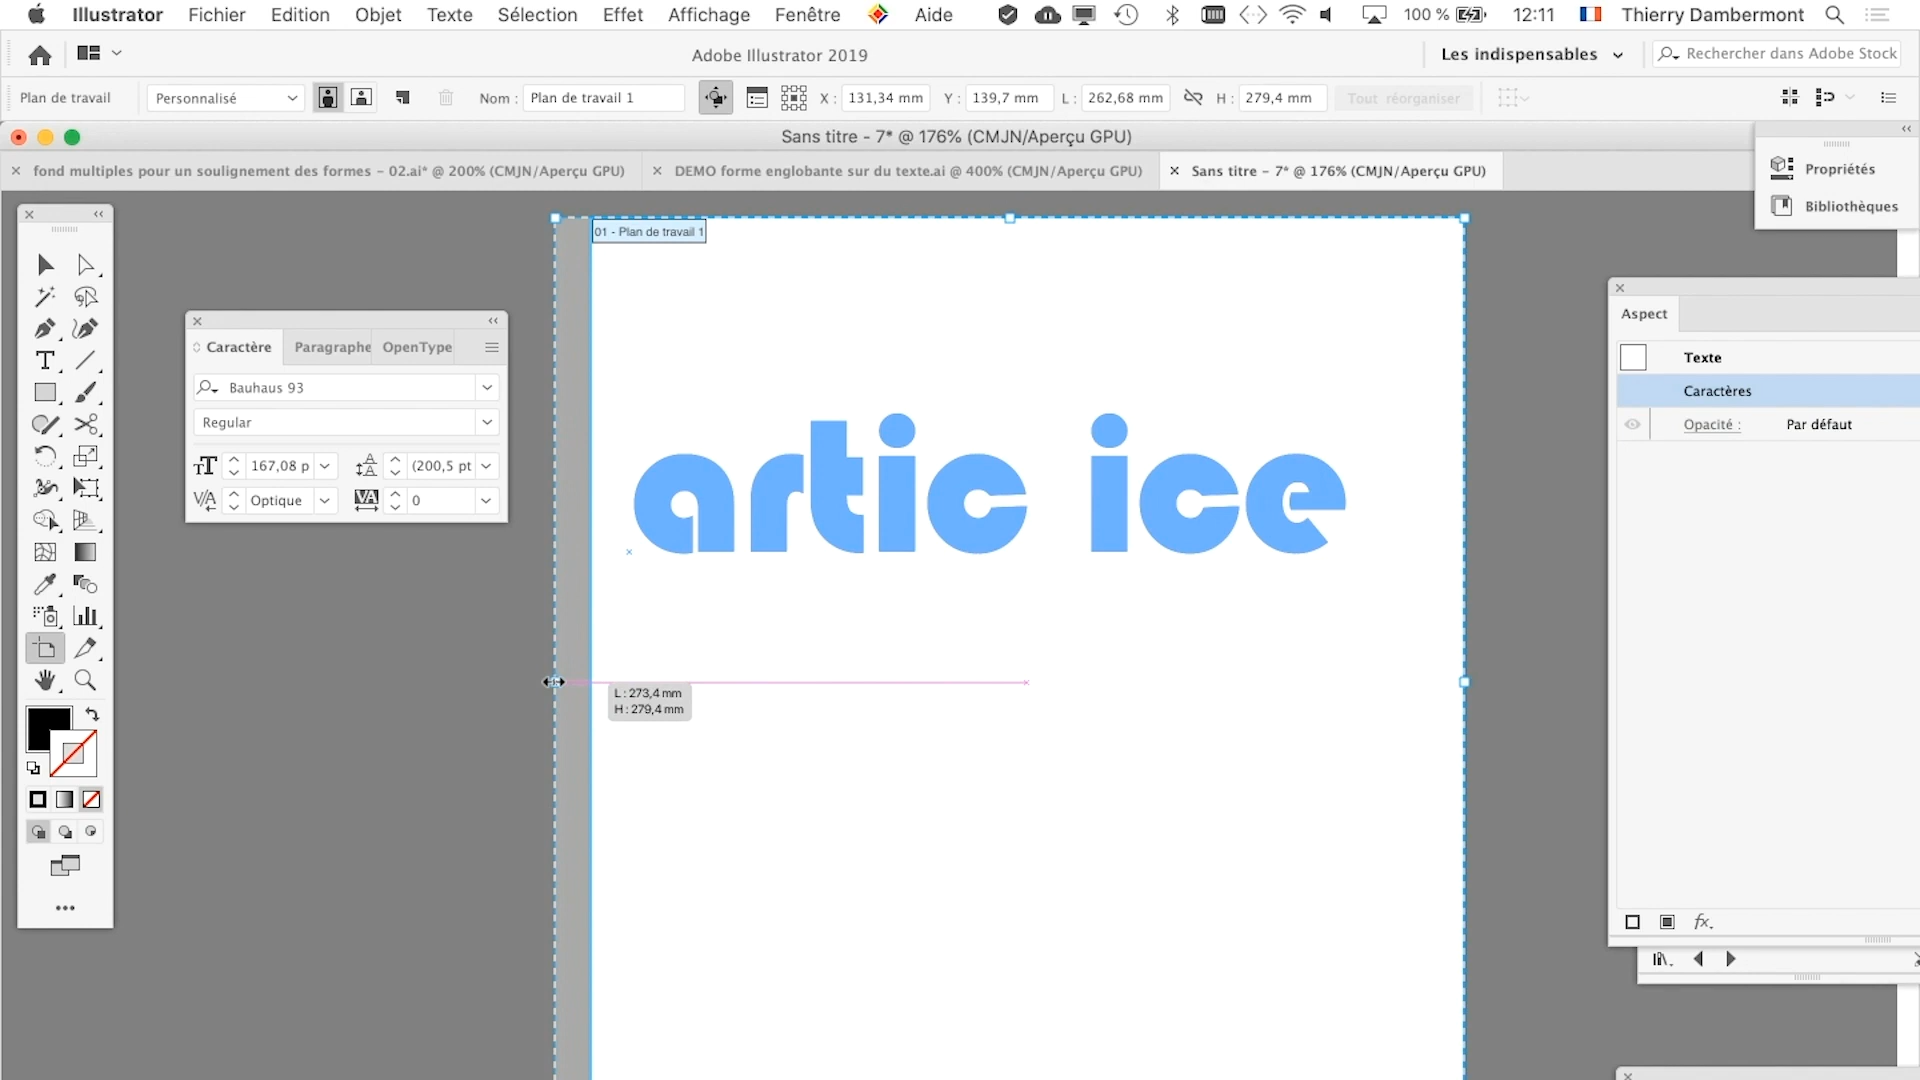 Illustrator Fichier Edition Objet Texte Sélection Effet Affichage Fenêtre Aide 100 % 12:11 Thierry Dambermont
Adobe Illustrator 2019 Les indispensables Rechercher dans Adobe Stock
Plan de travail Personnalisé Nom : Plan de travail 1 X : 131,34 mm Y : 139,7 mm L : 262,68 mm H : 279,4 mm Tout réorganiser
Sans titre - 7* @ 176% (CMJN/Aperçu GPU)
fond multiples pour un soulignement des formes - 02.ai* @ 200% (CMJN/Aperçu GPU) DEMO forme englobante sur du texte.ai @ 400% (CMJN/Aperçu GPU) Sans titre - 7* @ 176% (CMJN/Aperçu GPU)
Propriétés
Bibliothèques
01 - Plan de travail 1
Caractère Paragraphe OpenType
Bauhaus 93
Regular
167,08 p (200,5 pt
Optique 0
artic ice
L : 273,4 mm
H : 279,4 mm
Aspect
Texte
Caractères
Opacité : Par défaut
fx.